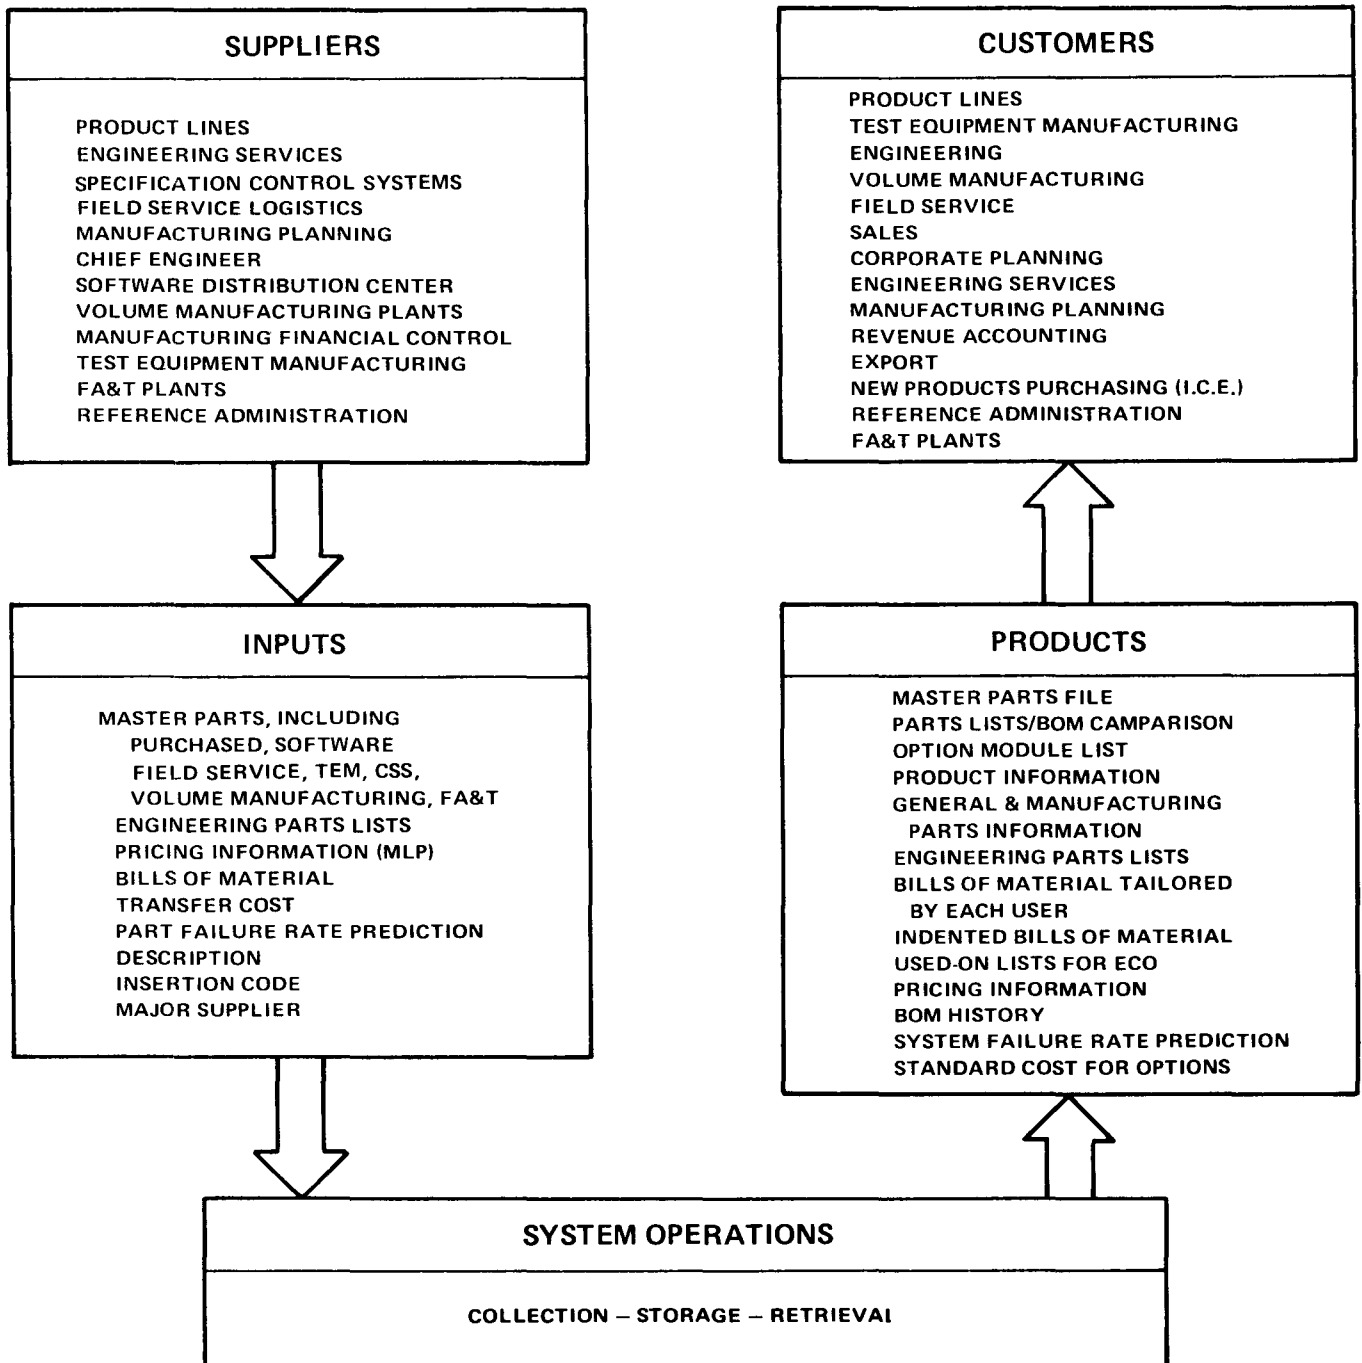 SUPPLIERS
PRODUCT LINES
ENGINEERING SERVICES
SPECIFICATION CONTROL SYSTEMS
FIELD SERVICE LOGISTICS
MANUFACTURING PLANNING
CHIEF ENGINEER
SOFTWARE DISTRIBUTION CENTER
VOLUME MANUFACTURING PLANTS
MANUFACTURING FINANCIAL CONTROL
TEST EQUIPMENT MANUFACTURING
FA&T PLANTS
REFERENCE ADMINISTRATION
CUSTOMERS
PRODUCT LINES
TEST EQUIPMENT MANUFACTURING
ENGINEERING
VOLUME MANUFACTURING
FIELD SERVICE
SALES
CORPORATE PLANNING
ENGINEERING SERVICES
MANUFACTURING PLANNING
REVENUE ACCOUNTING
EXPORT
NEW PRODUCTS PURCHASING (I.C.E.)
REFERENCE ADMINISTRATION
FA&T PLANTS
INPUTS
MASTER PARTS, INCLUDING
PURCHASED, SOFTWARE
FIELD SERVICE, TEM, CSS,
VOLUME MANUFACTURING, FA&T
ENGINEERING PARTS LISTS
PRICING INFORMATION (MLP)
BILLS OF MATERIAL
TRANSFER COST
PART FAILURE RATE PREDICTION
DESCRIPTION
INSERTION CODE
MAJOR SUPPLIER
PRODUCTS
MASTER PARTS FILE
PARTS LISTS/BOM CAMPARISON
OPTION MODULE LIST
PRODUCT INFORMATION
GENERAL & MANUFACTURING
PARTS INFORMATION
ENGINEERING PARTS LISTS
BILLS OF MATERIAL TAILORED
BY EACH USER
INDENTED BILLS OF MATERIAL
USED-ON LISTS FOR ECO
PRICING INFORMATION
BOM HISTORY
SYSTEM FAILURE RATE PREDICTION
STANDARD COST FOR OPTIONS
SYSTEM OPERATIONS
COLLECTION – STORAGE – RETRIEVAL